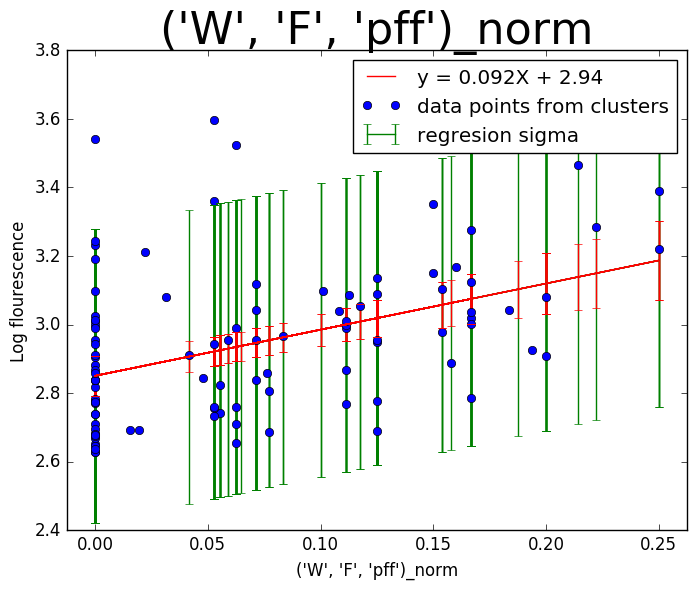 ('W', 'F', 'pff')_norm
y = 0.092X + 2.94
data points from clusters
regresion sigma
Log flourescence
3.8
3.6
3.4
3.2
3.0
2.8
2.6
2.4
0.00 0.05 0.10 0.15 0.20 0.25
('W', 'F', 'pff')_norm